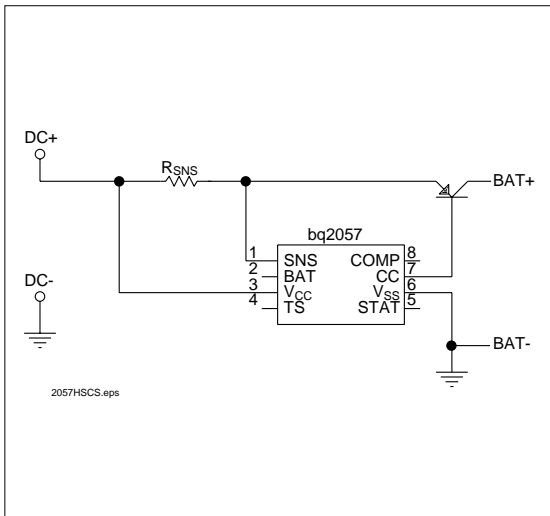 DC+
RSNS
BAT+
bq2057
1 SNS COMP 8
2 BAT CC 7
3 VCC VSS 6
4 TS STAT 5
DC-
BAT-
2057HSCS.eps